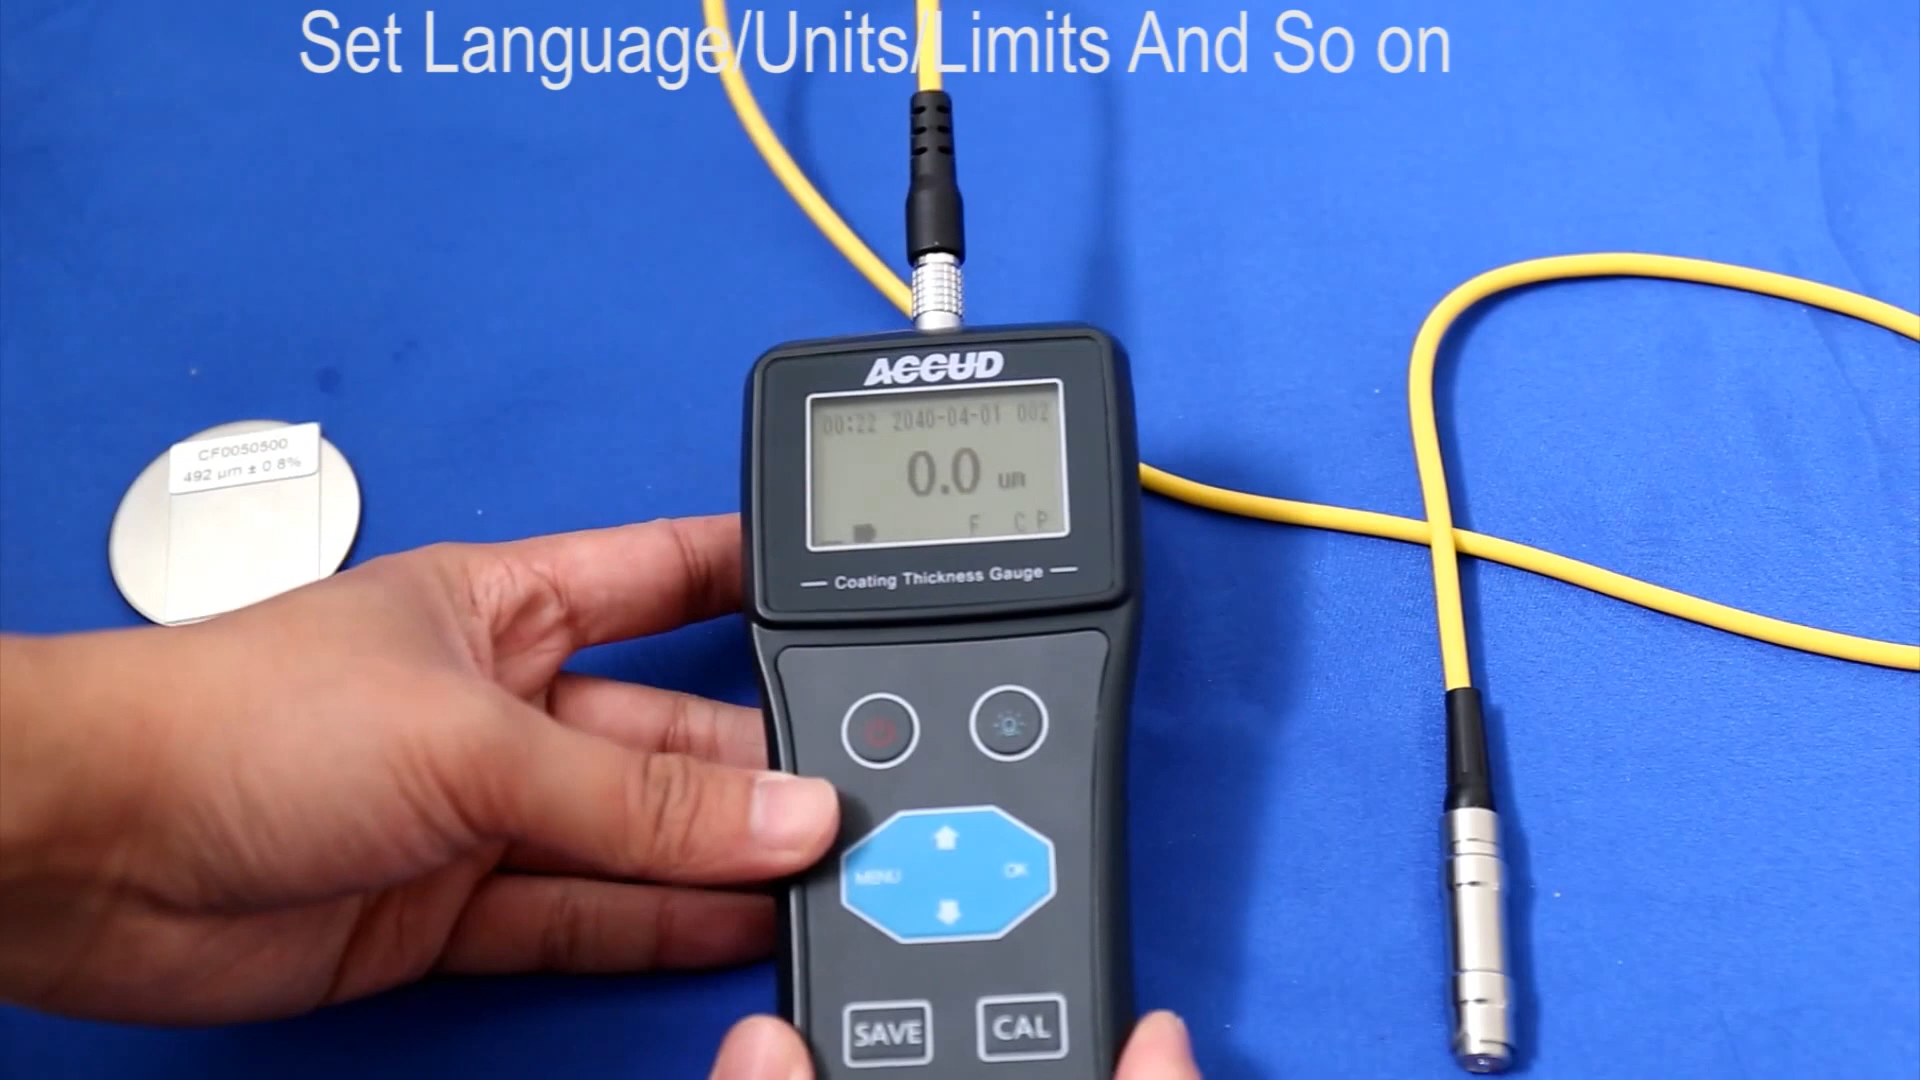 Set Language/Units/Limits And So on
ACCUD
00:22 2040-04-01 002
0.0 um
F C P
Coating Thickness Gauge
CF0050500
492 µm ± 0.8%
MENU
OK
SAVE
CAL